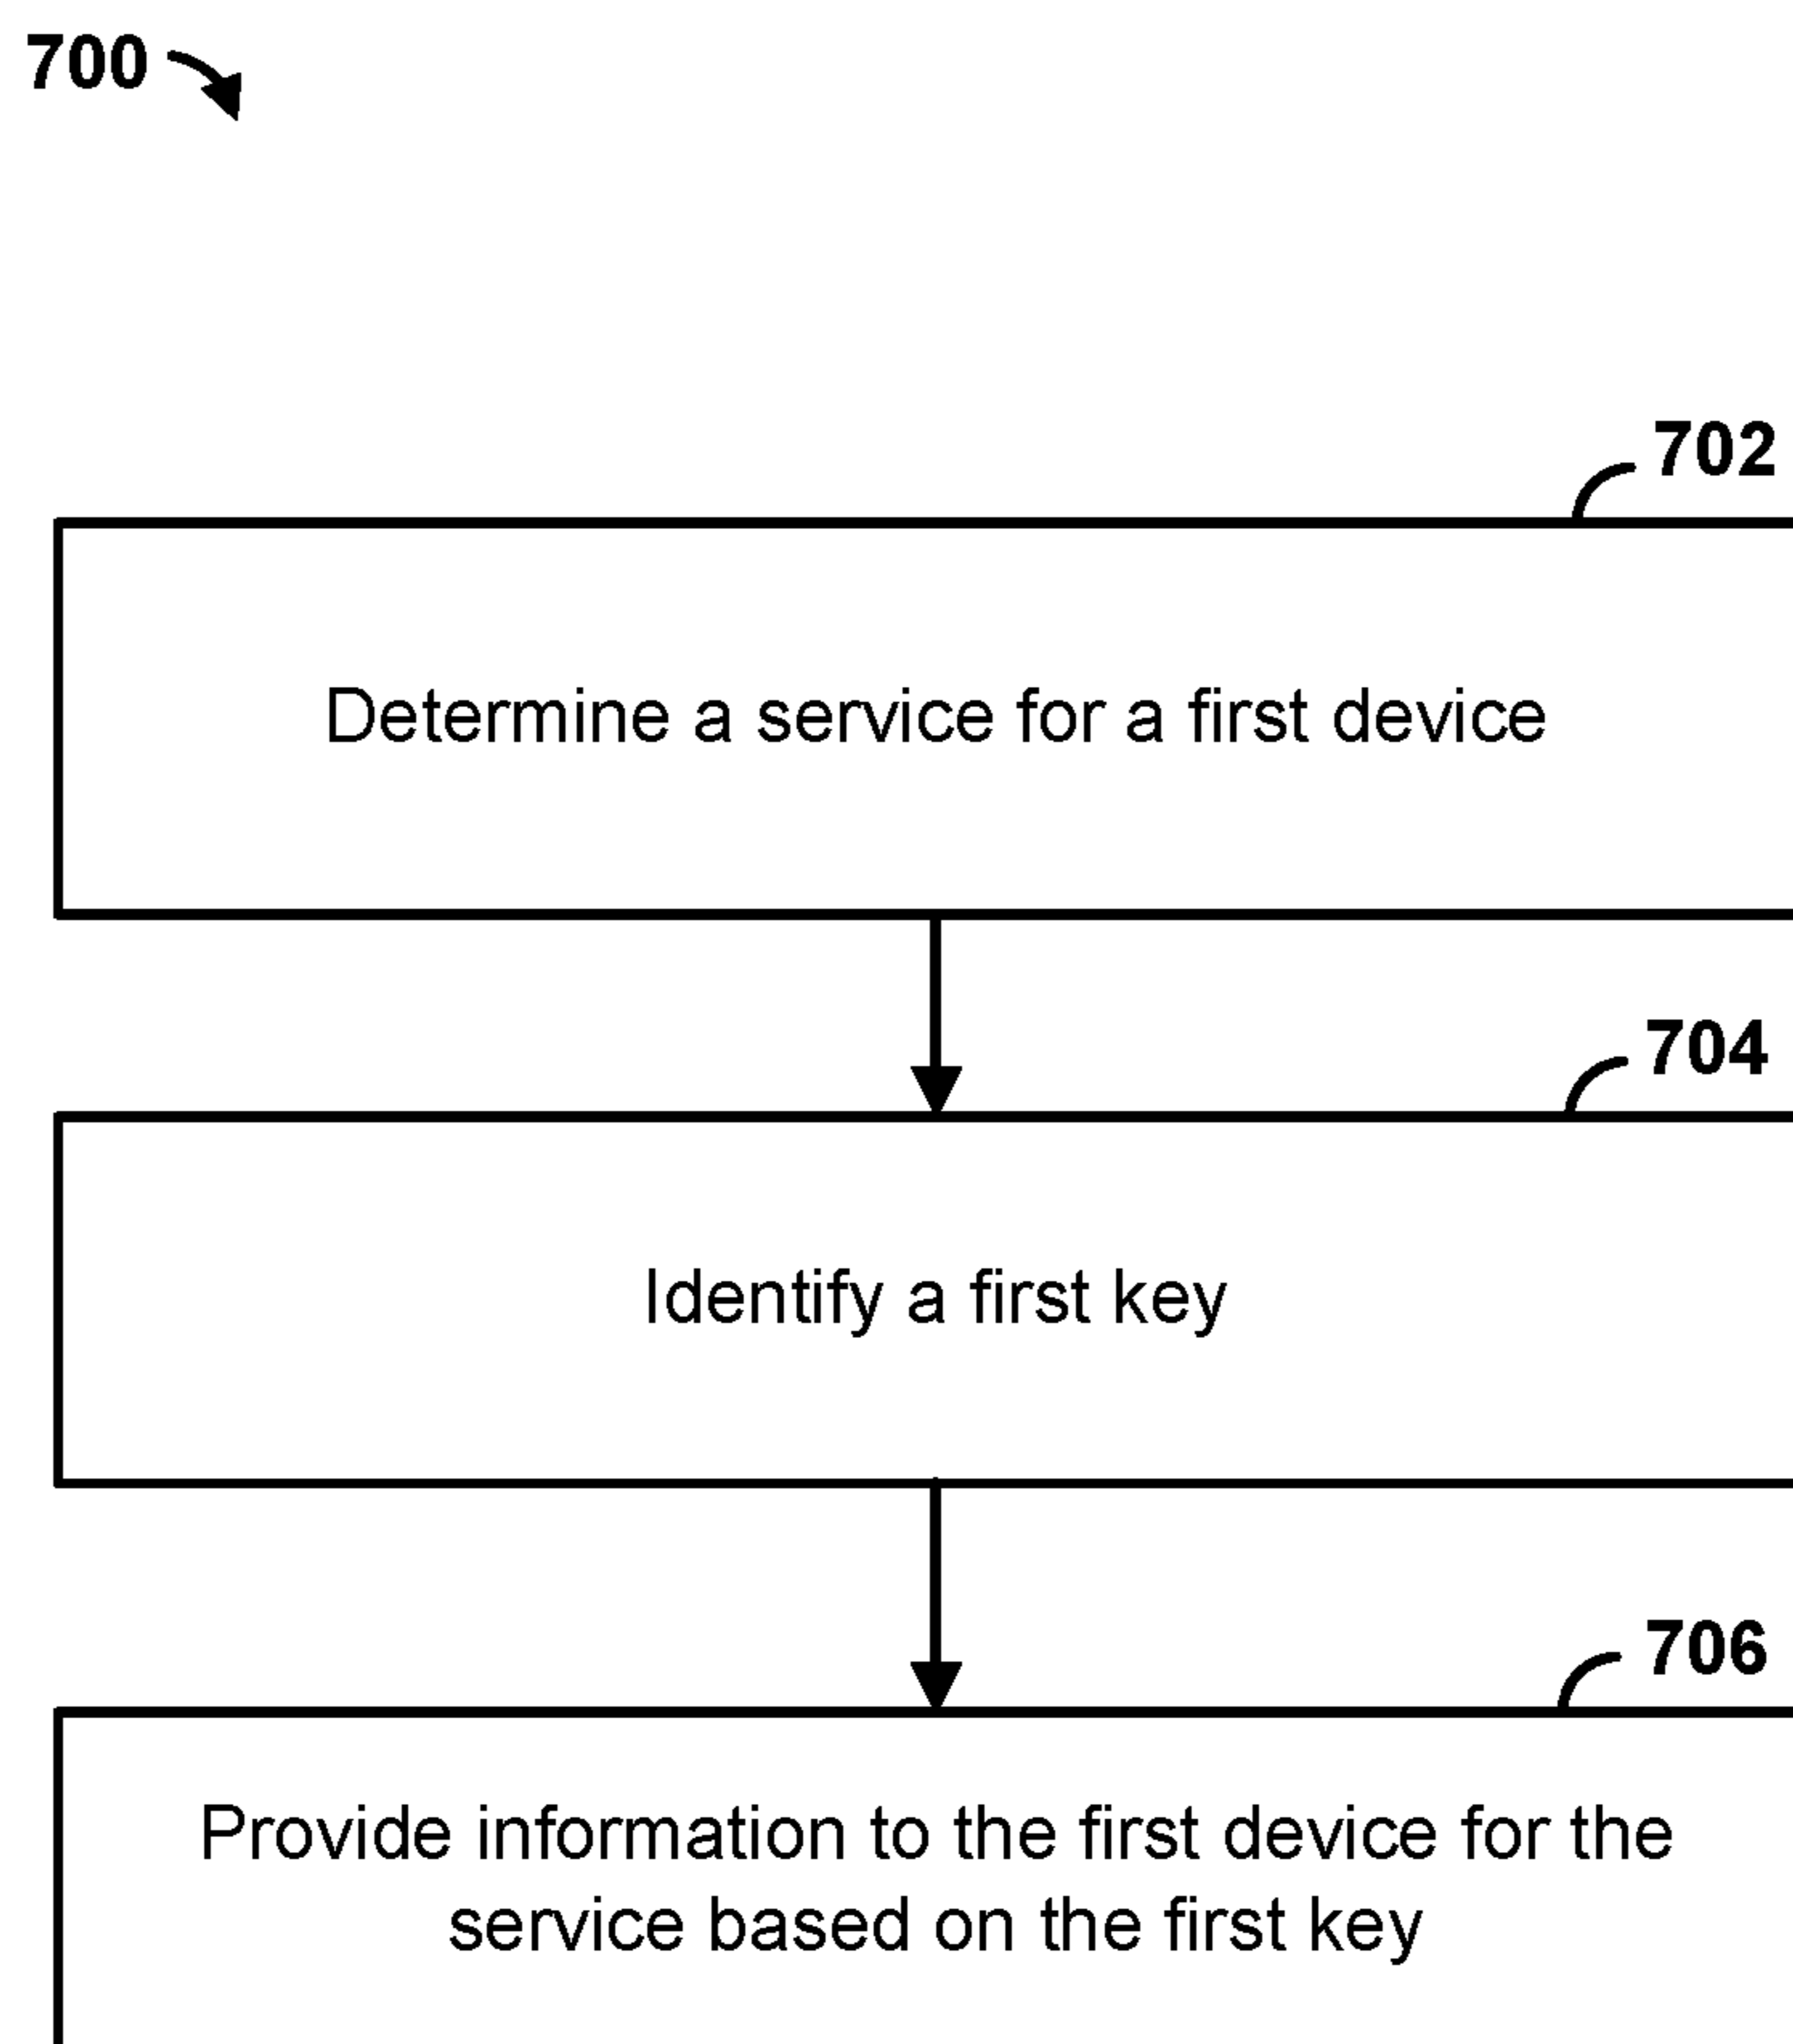 700
702
Determine a service for a first device
704
Identify a first key
706
Provide information to the first device for the
service based on the first key